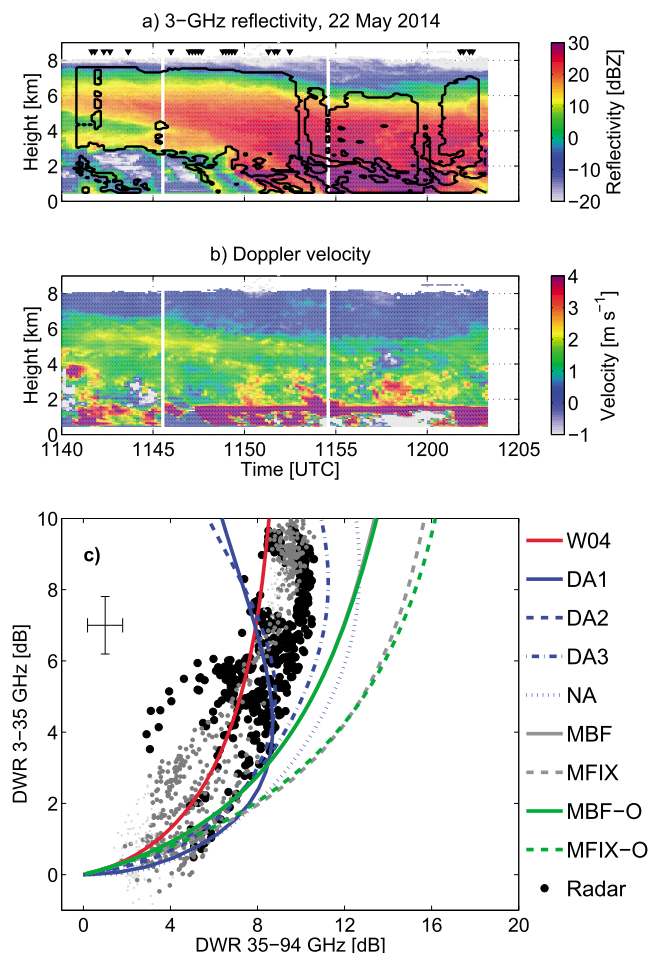 a) 3-GHz reflectivity, 22 May 2014
8
6
4
2
0
Height [km]
30
20
10
0
-10
-20
Reflectivity [dBZ]
b) Doppler velocity
8
6
4
2
0
Height [km]
1140 1145 1150 1155 1200 1205
Time [UTC]
4
3
2
1
0
-1
Velocity [m s⁻¹]
c)
10
8
6
4
2
0
DWR 3-35 GHz [dB]
0 4 8 12 16 20
DWR 35-94 GHz [dB]
W04
DA1
DA2
DA3
NA
MBF
MFIX
MBF-O
MFIX-O
Radar